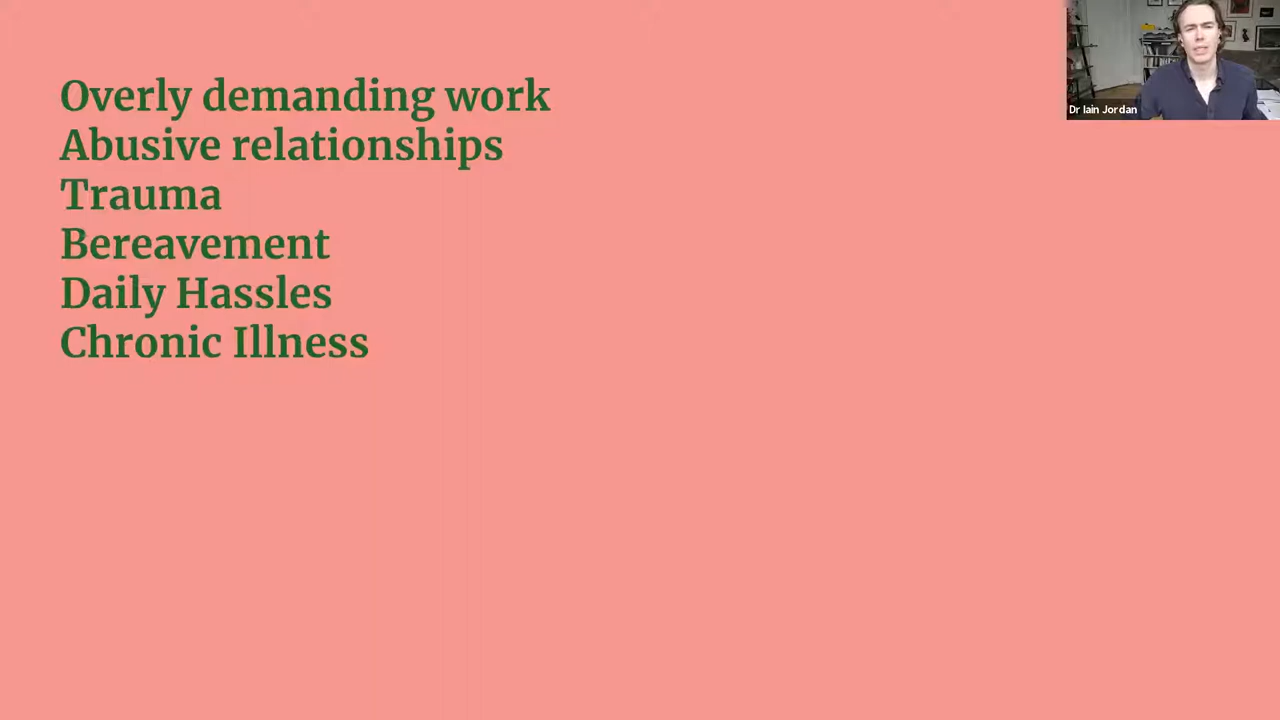 Overly demanding work
Abusive relationships
Trauma
Bereavement
Daily Hassles
Chronic Illness
Dr Iain Jordan